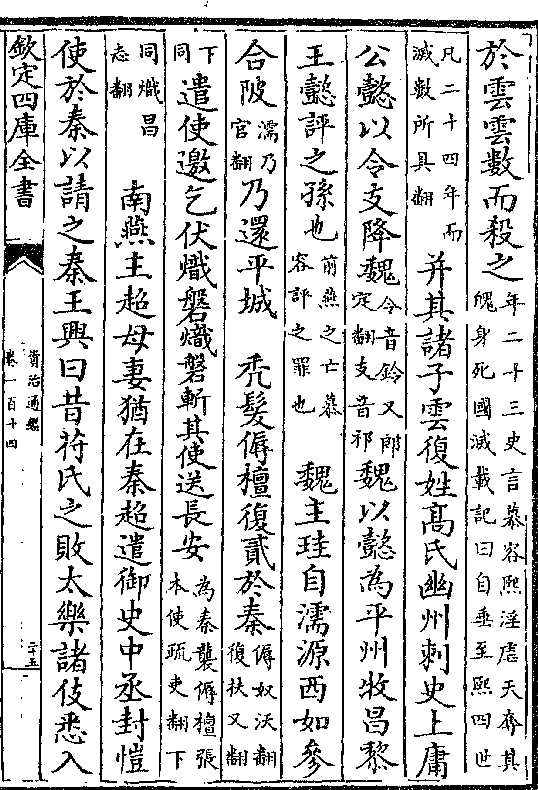 於雲雲數而殺之年二十三史言慕容熙淫虐天奪其魄身死國滅載記曰自垂至熙四世
凡二十四年而滅數所具翻并其諸子雲復姓髙氏幽州刺史上庸
公懿以令支降魏令音鈴又郎定翻支音祁魏以懿為平州牧昌黎
王懿評之孫也前燕之亡慕容評之罪也 魏主珪自濡源西如參
合陂濡乃官翻乃還平城 禿髮傉檀復貳於秦傉奴沃翻復扶又翻
下同遣使邀乞伏熾磐熾磐斬其使送長安為秦襲傉檀張本使疏吏翻下
同熾昌志翻 南燕主超母妻猶在秦超遣御史中丞封愷
使於秦以請之秦王興曰昔苻氏之敗太樂諸伎悉入
欽定四庫全書
資治通鑑
卷一百十四
二十五